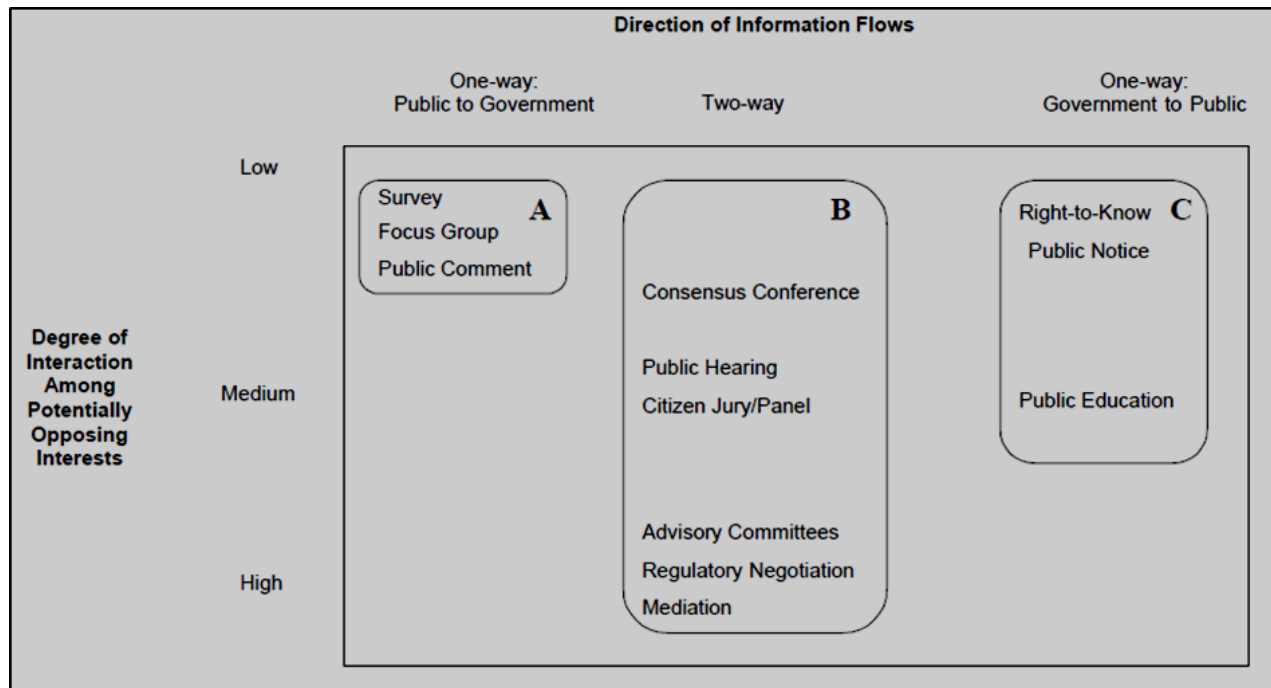 Direction of Information Flows
One-way:
Public to Government
Two-way
One-way:
Government to Public
Low
Survey
A
Focus Group
Public Comment
B
Consensus Conference
Public Hearing
Citizen Jury/Panel
Advisory Committees
Regulatory Negotiation
Mediation
Right-to-Know
C
Public Notice
Public Education
Degree of
Interaction
Among
Potentially
Opposing
Interests
Medium
High